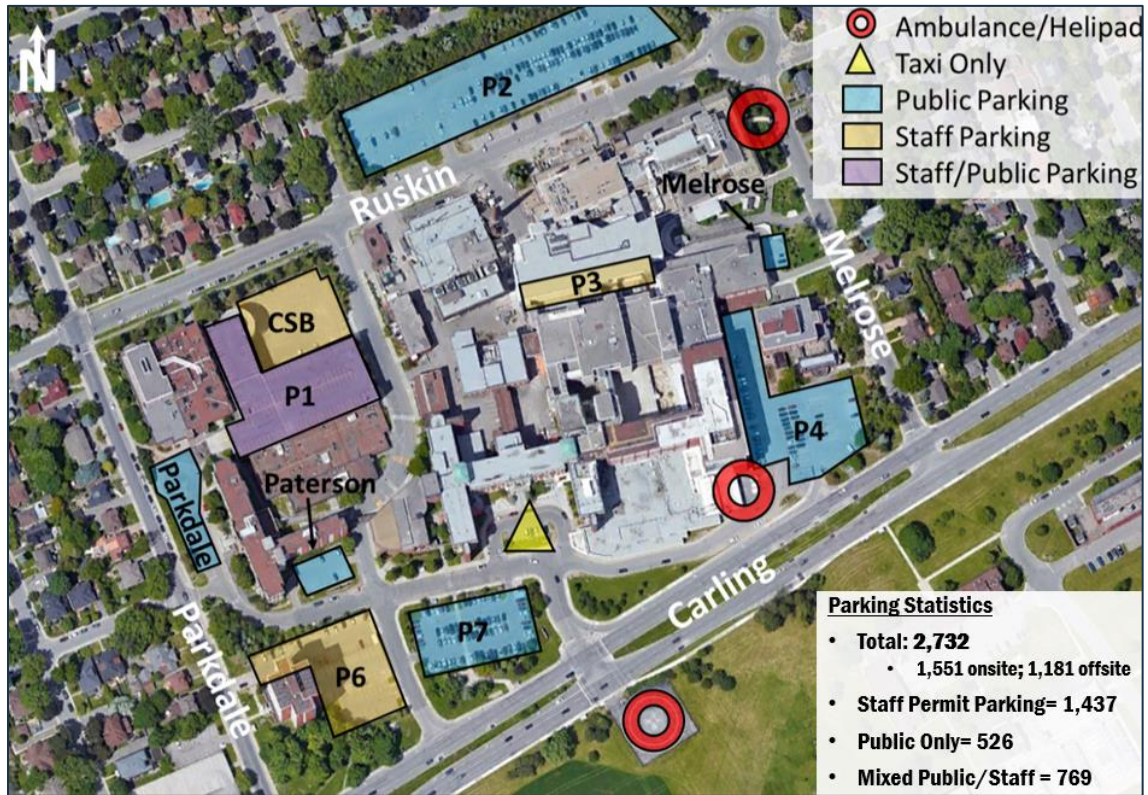 N
P2
Ruskin
Melrose
Melrose
P3
CSB
P1
P4
Parkdale
Paterson
Carling
Parkdale
P7
P6
Ambulance/Helipad
Taxi Only
Public Parking
Staff Parking
Staff/Public Parking
Parking Statistics
• Total: 2,732
• 1,551 onsite; 1,181 offsite
• Staff Permit Parking= 1,437
• Public Only= 526
• Mixed Public/Staff = 769